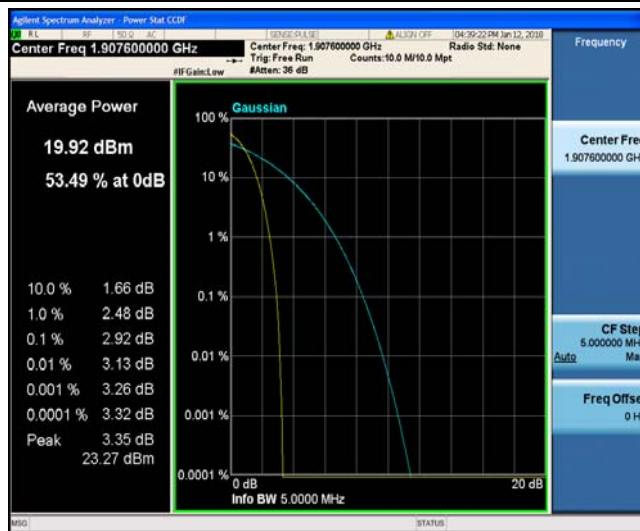 Agilent Spectrum Analyzer - Power Stat CCDF
RL RF 50 Ω AC SENSE:PULSE ALIGN OFF 04:39:22 PM Jan 12, 2018
Center Freq 1.907600000 GHz
Center Freq: 1.907600000 GHz Radio Std: None
Trig: Free Run Counts:10.0 M/10.0 Mpt
#IFGain:Low #Atten: 36 dB
Frequency
Average Power
19.92 dBm
53.49 % at 0dB
10.0 % 1.66 dB
1.0 % 2.48 dB
0.1 % 2.92 dB
0.01 % 3.13 dB
0.001 % 3.26 dB
0.0001 % 3.32 dB
Peak 3.35 dB
23.27 dBm
Gaussian
100 %
10 %
1 %
0.1 %
0.01 %
0.001 %
0.0001 %
0 dB 20 dB
Info BW 5.0000 MHz
Center Fre
1.907600000 GH
CF Ste
5.000000 MH
Auto Ma
Freq Offse
0 H
MSG STATUS